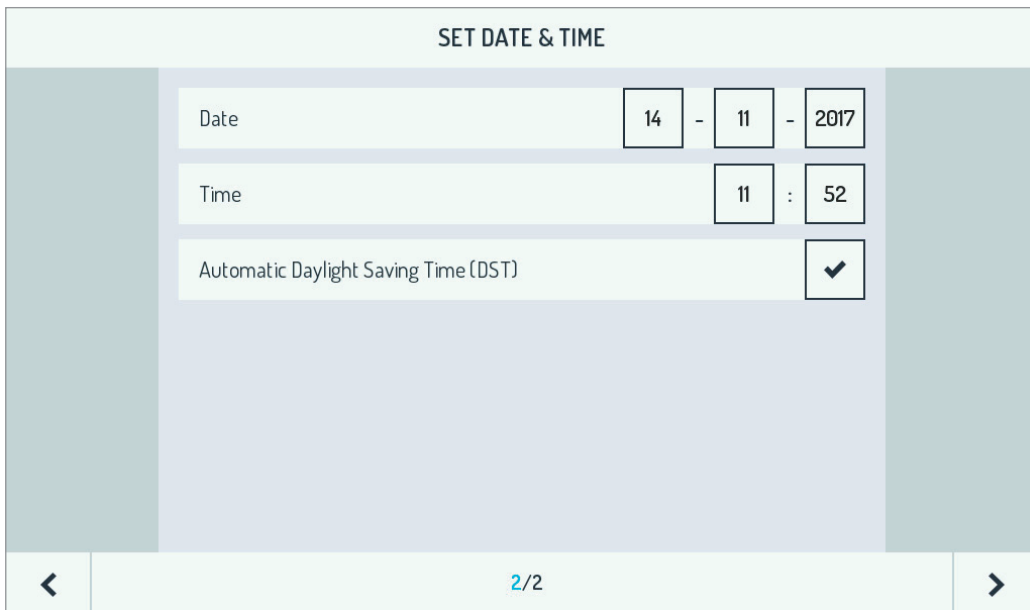 SET DATE & TIME
Date 14 - 11 - 2017
Time 11 : 52
Automatic Daylight Saving Time (DST)
2/2